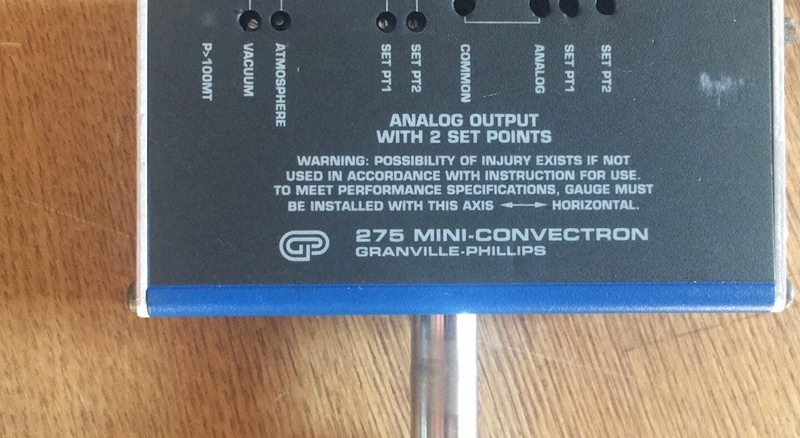 P>100MT
VACUUM
ATMOSPHERE
SET PT1
SET PT2
COMMON
ANALOG
SET PT1
SET PT2
ANALOG OUTPUT
WITH 2 SET POINTS
WARNING: POSSIBILITY OF INJURY EXISTS IF NOT
USED IN ACCORDANCE WITH INSTRUCTION FOR USE.
TO MEET PERFORMANCE SPECIFICATIONS, GAUGE MUST
BE INSTALLED WITH THIS AXIS ⟷ HORIZONTAL.
GP 275 MINI-CONVECTRON
GRANVILLE-PHILLIPS